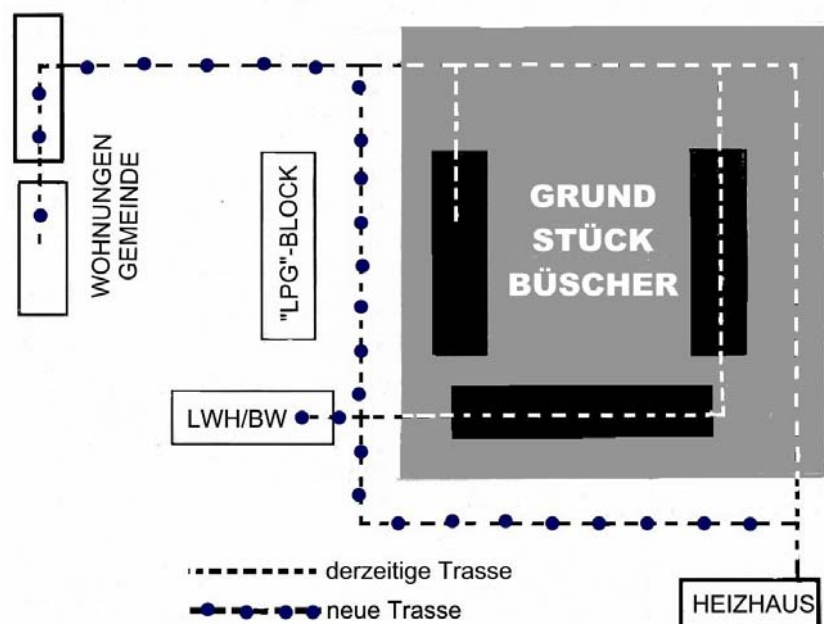 WOHNUNGEN
GEMEINDE
"LPG"-BLOCK
GRUND
STÜCK
BÜSCHER
LWH/BW
derzeitige Trasse
neue Trasse
HEIZHAUS